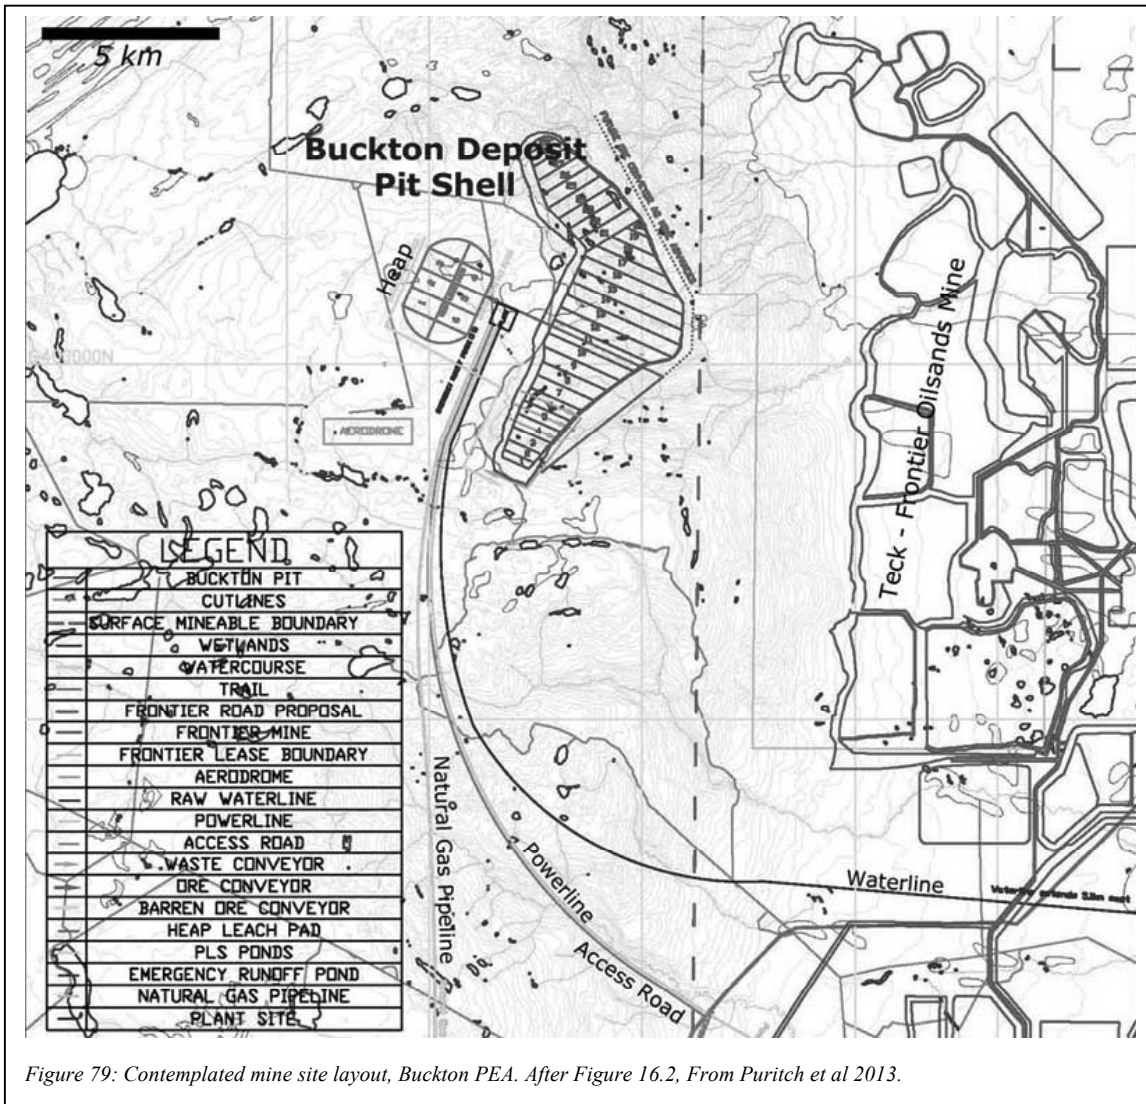 5 km
Buckton Deposit
Pit Shell
Heap
Teck - Frontier Oilsands Mine
AERODROME
LEGEND
BUCKTON PIT
CUTLINES
SURFACE MINEABLE BOUNDARY
WETLANDS
WATERCOURSE
TRAIL
FRONTIER ROAD PROPOSAL
FRONTIER MINE
FRONTIER LEASE BOUNDARY
AERODROME
RAW WATERLINE
POWERLINE
ACCESS ROAD
WASTE CONVEYOR
ORE CONVEYOR
BARREN ORE CONVEYOR
HEAP LEACH PAD
PLS PONDS
EMERGENCY RUNOFF POND
NATURAL GAS PIPELINE
PLANT SITE
Natural Gas Pipeline
Powerline
Access Road
Waterline
Figure 79: Contemplated mine site layout, Buckton PEA. After Figure 16.2, From Puritch et al 2013.